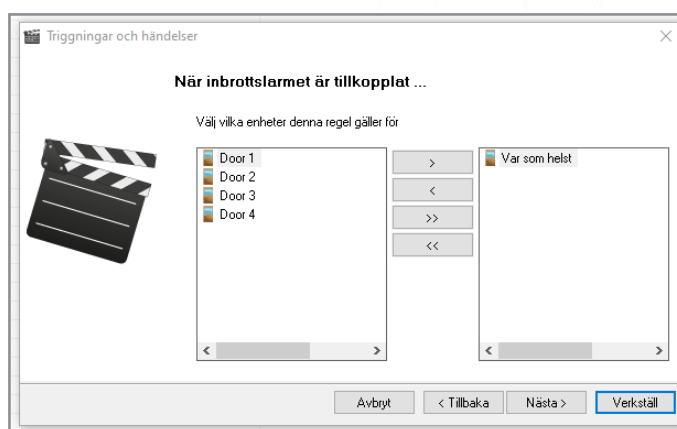 Triggningar och händelser
När inbrottslarmet är tillkopplat ...
Välj vilka enheter denna regel gäller för
Door 1
Door 2
Door 3
Door 4
>
<
>>
<<
Var som helst
Avbryt
< Tillbaka
Nästa >
Verkställ